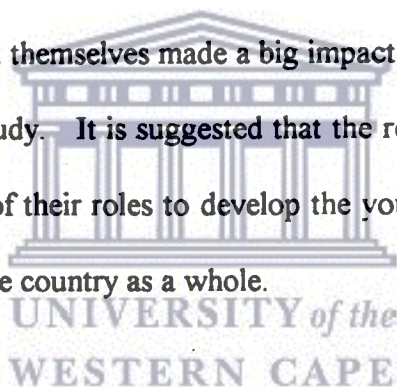 themselves made a big impact
udy. It is suggested that the r
of their roles to develop the you
e country as a whole.
UNIVERSITY of the
WESTERN CAPE